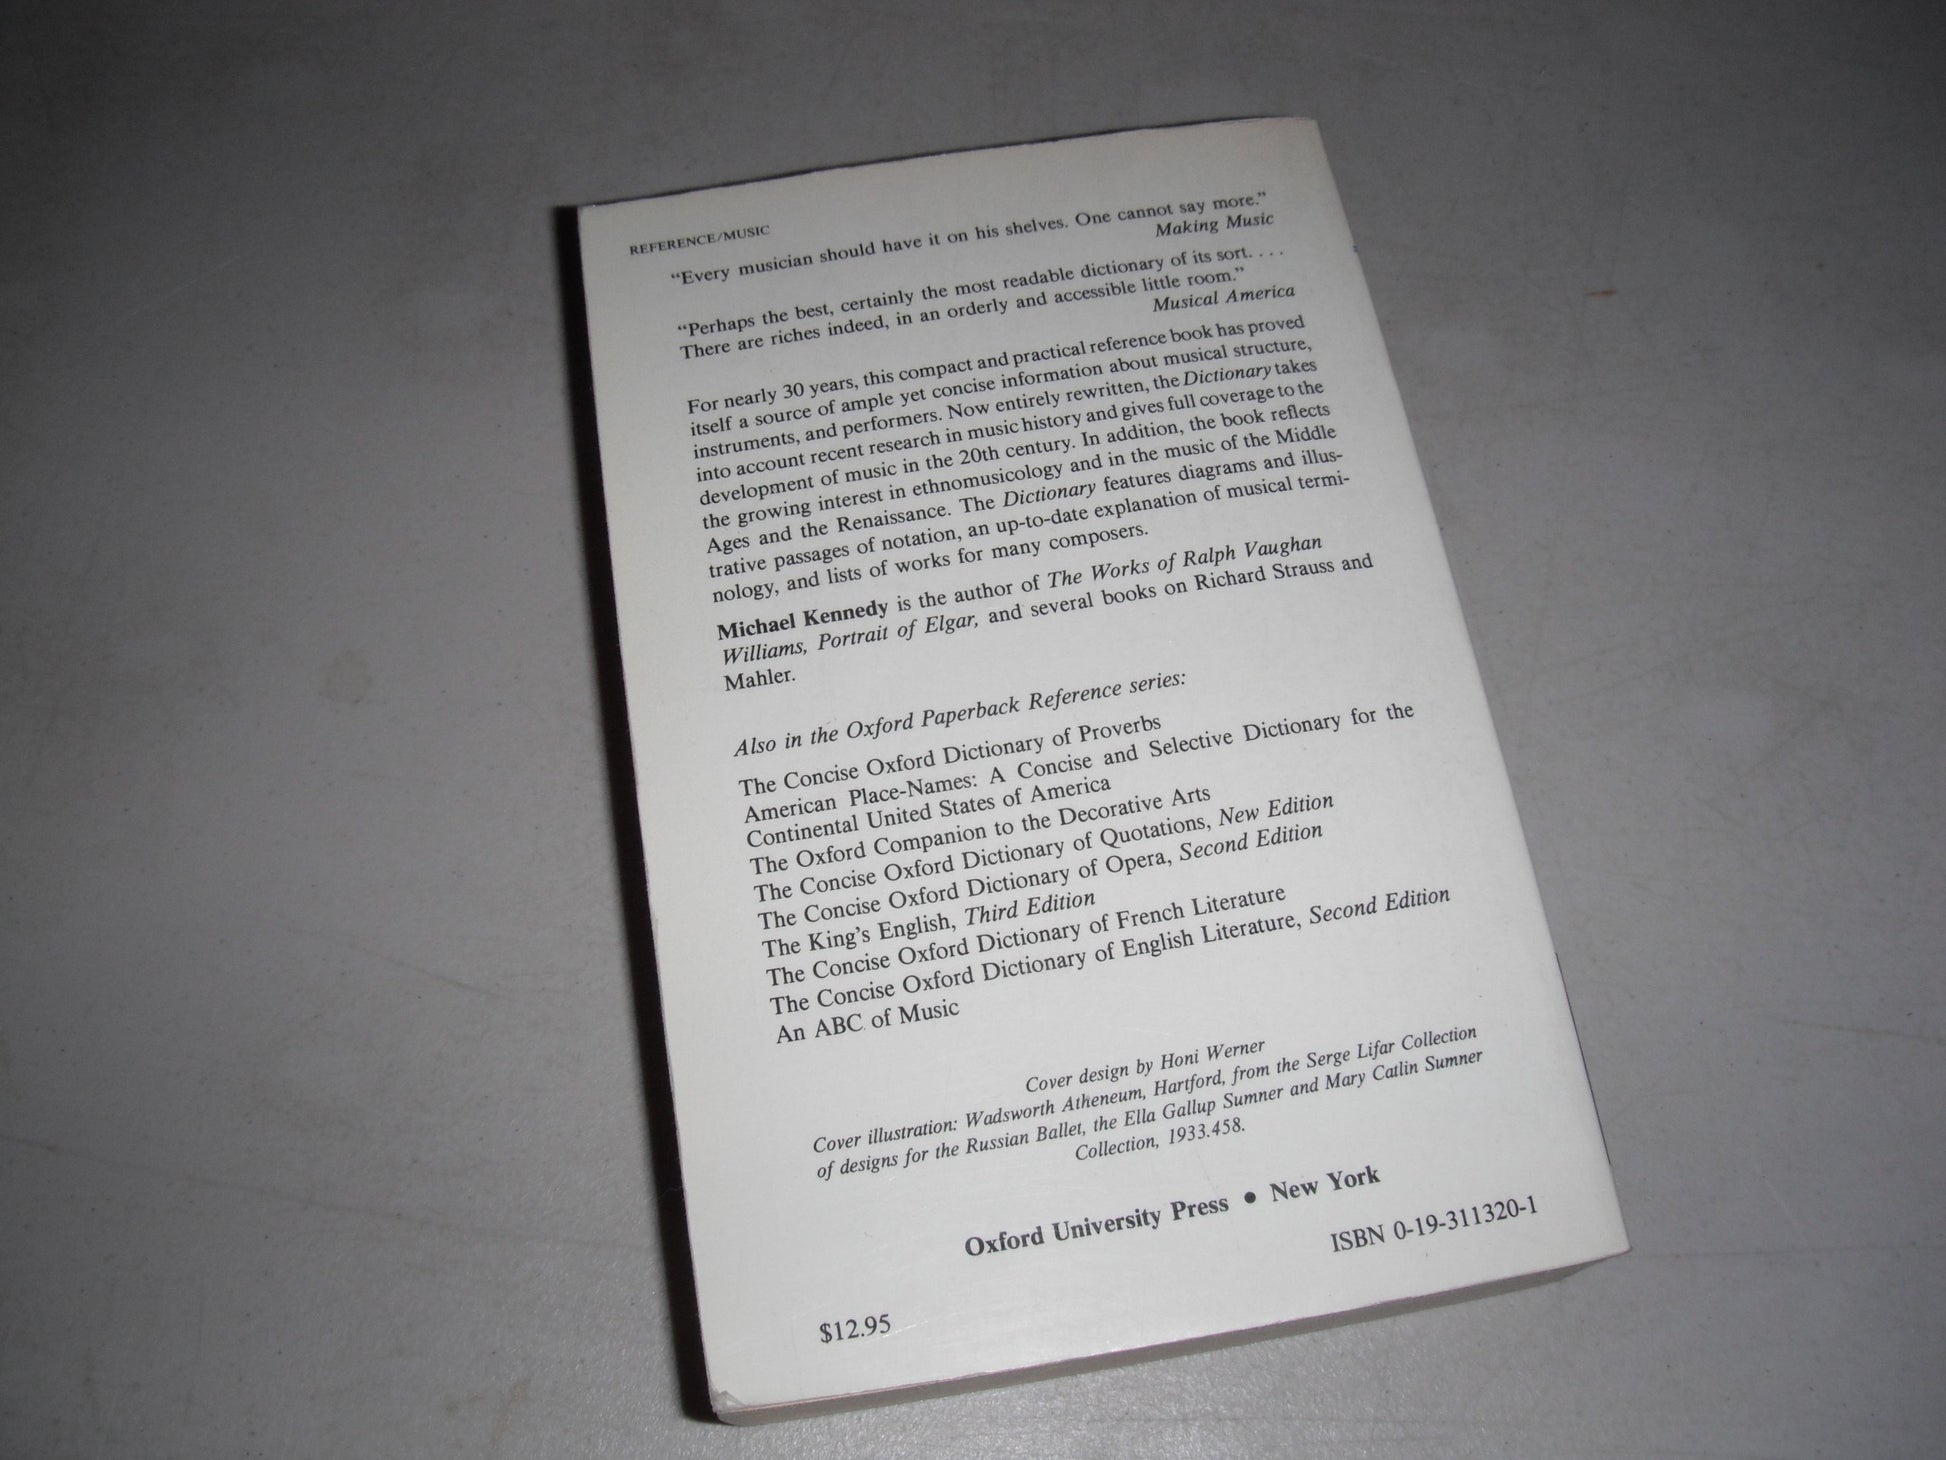 REFERENCE/MUSIC
“Every musician should have it on his shelves. One cannot say more.”
Making Music
“Perhaps the best, certainly the most readable dictionary of its sort. . . .
There are riches indeed, in an orderly and accessible little room.”
Musical America
For nearly 30 years, this compact and practical reference book has proved
itself a source of ample yet concise information about musical structure,
instruments, and performers. Now entirely rewritten, the Dictionary takes
into account recent research in music history and gives full coverage to the
development of music in the 20th century. In addition, the book reflects
the growing interest in ethnomusicology and in the music of the Middle
Ages and the Renaissance. The Dictionary features diagrams and illus-
trative passages of notation, an up-to-date explanation of musical termi-
nology, and lists of works for many composers.
Michael Kennedy is the author of The Works of Ralph Vaughan
Williams, Portrait of Elgar, and several books on Richard Strauss and
Mahler.
Also in the Oxford Paperback Reference series:
The Concise Oxford Dictionary of Proverbs
American Place-Names: A Concise and Selective Dictionary for the
Continental United States of America
The Oxford Companion to the Decorative Arts
The Concise Oxford Dictionary of Quotations, New Edition
The Concise Oxford Dictionary of Opera, Second Edition
The King's English, Third Edition
The Concise Oxford Dictionary of French Literature
The Concise Oxford Dictionary of English Literature, Second Edition
An ABC of Music
Cover design by Honi Werner
Cover illustration: Wadsworth Atheneum, Hartford, from the Serge Lifar Collection
of designs for the Russian Ballet, the Ella Gallup Sumner and Mary Catlin Sumner
Collection, 1933.458.
Oxford University Press • New York
ISBN 0-19-311320-1
$12.95